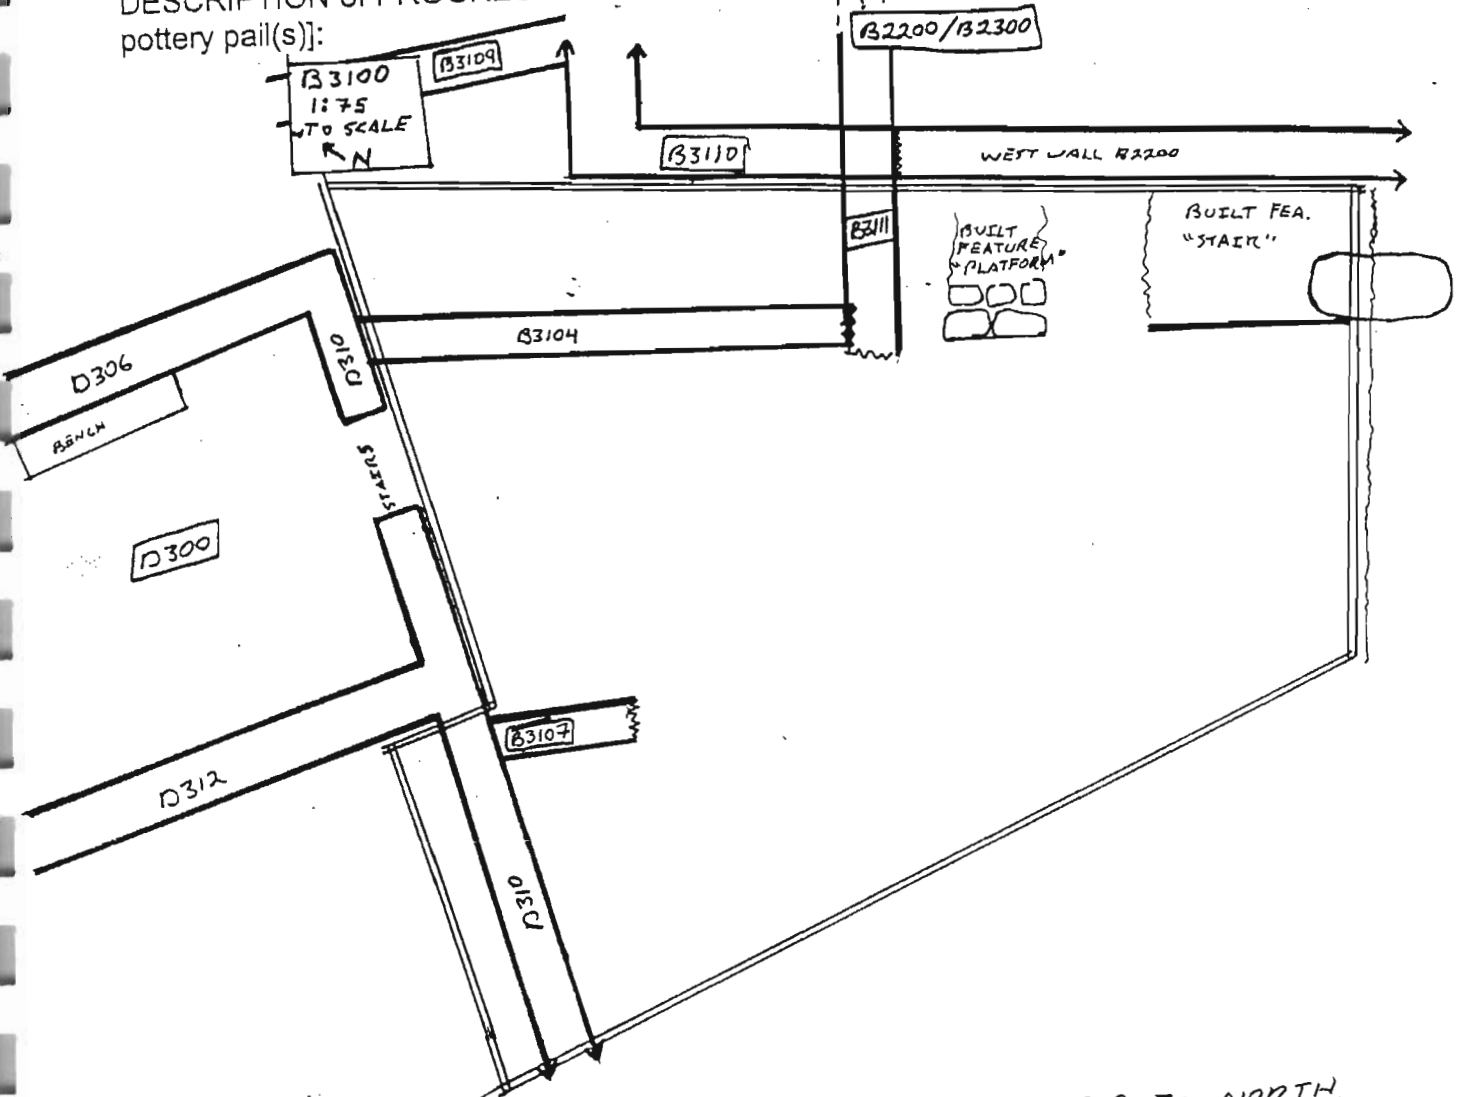 pottery pail(s)]:
B2200/B2300
B3109
B3100
1:75
TO SCALE
N
B3110
WEST WALL B2200
B3111
BUILT
FEATURE
"PLATFORM"
BUILT FEA.
"STAIR"
B3104
D310
D306
BENCH
STAIRS
D300
B3107
D312
D310
NORTH